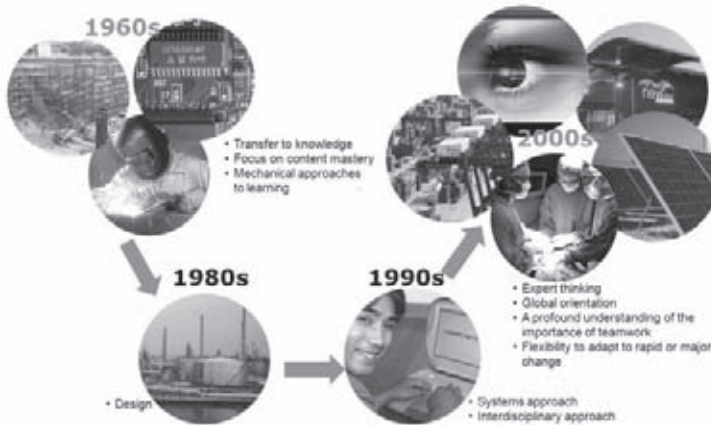 1960s
• Transfer to knowledge
• Focus on content mastery
• Mechanical approaches
to learning
1980s
• Design
1990s
• Systems approach
• Interdisciplinary approach
2000s
• Expert thinking
• Global orientation
• A profound understanding of the
importance of teamwork
• Flexibility to adapt to rapid or major
change